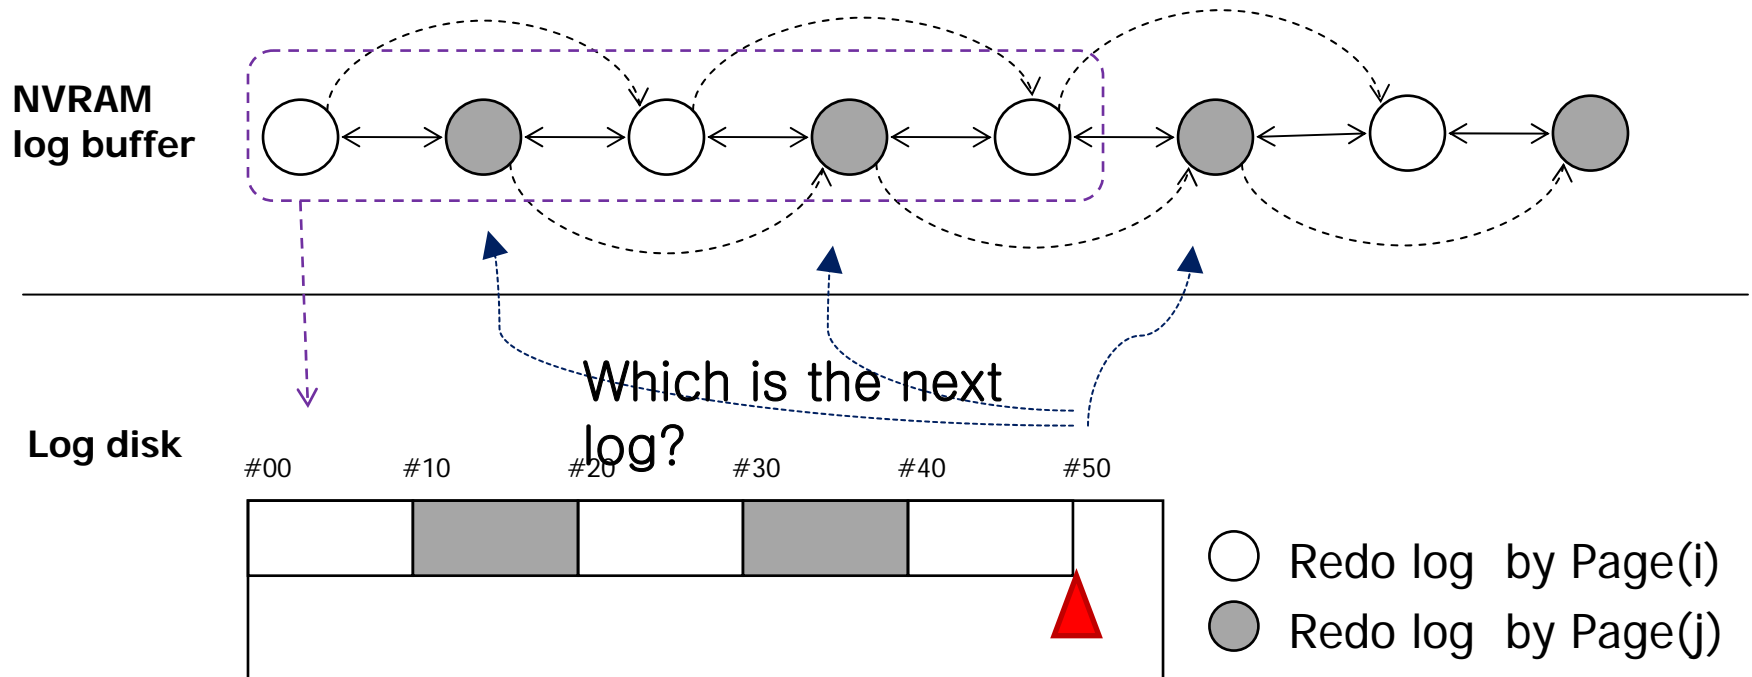 NVRAM
log buffer
Which is the next
log?
Log disk
#00 #10 #20 #30 #40 #50
Redo log by Page(i)
Redo log by Page(j)